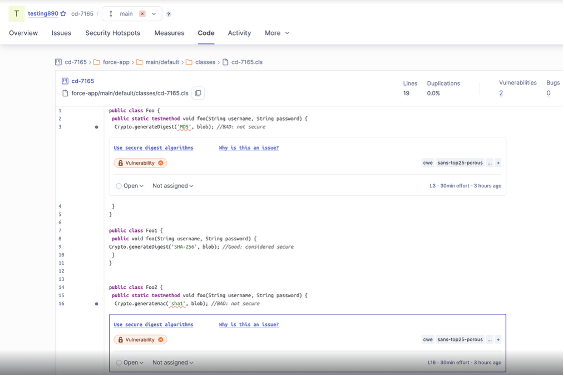 T testing890 cd-7165 main
Overview Issues Security Hotspots Measures Code Activity More
cd-7165 force-app main/default classes cd-7165.cls
cd-7165
force-app/main/default/classes/cd-7165.cls
Lines Duplications Vulnerabilities Bugs
19 0.0% 2 0
1 public class Foo {
2 public static testmethod void foo(String username, String password) {
3 Crypto.generateDigest('MD5', blob); //BAD: not secure
Use secure digest algorithms Why is this an issue?
Vulnerability cwe sans-top25-porous ... +
Open Not assigned L3 · 30min effort · 3 hours ago
4 }
5 }
6
7 public class Foo1 {
8 public void foo(String username, String password) {
9 Crypto.generateDigest('SHA-256', blob); //Good: considered secure
10 }
11 }
12
13
14 public class Foo2 {
15 public static testmethod void foo(String username, String password) {
16 Crypto.generateMac('sha1', blob); //BAD: not secure
Use secure digest algorithms Why is this an issue?
Vulnerability cwe sans-top25-porous ... +
Open Not assigned L16 · 30min effort · 3 hours ago